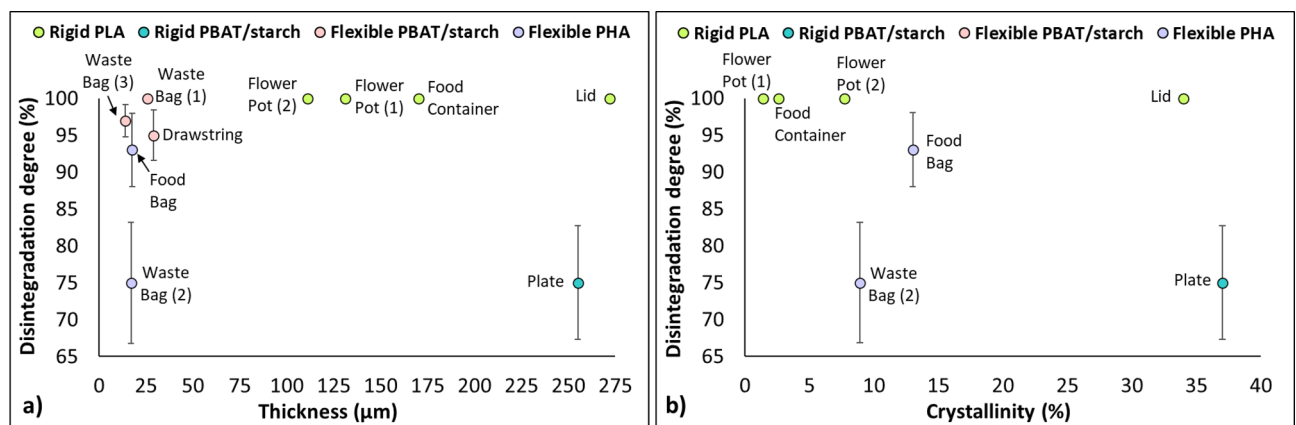 Rigid PLA Rigid PBAT/starch Flexible PBAT/starch Flexible PHA
Waste
Bag (3)
Waste
Bag (1)
Flower
Pot (2)
Flower
Pot (1)
Food
Container
Lid
Drawstring
Food
Bag
Waste
Bag (2)
Plate
Disintegradation degree (%)
100
95
90
85
80
75
70
65
0 25 50 75 100 125 150 175 200 225 250 275
Thickness (μm)
a)
Rigid PLA Rigid PBAT/starch Flexible PBAT/starch Flexible PHA
Flower
Pot (1)
Flower
Pot (2)
Food
Container
Lid
Food
Bag
Waste
Bag (2)
Plate
Disintegradation degree (%)
100
95
90
85
80
75
70
65
0 5 10 15 20 25 30 35 40
Crystallinity (%)
b)